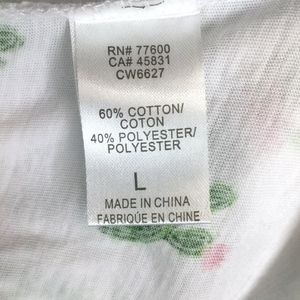 RN# 77600
CA# 45831
CW6627
60% COTTON/
COTON
40% POLYESTER/
POLYESTER
L
MADE IN CHINA
FABRIQUÉ EN CHINE